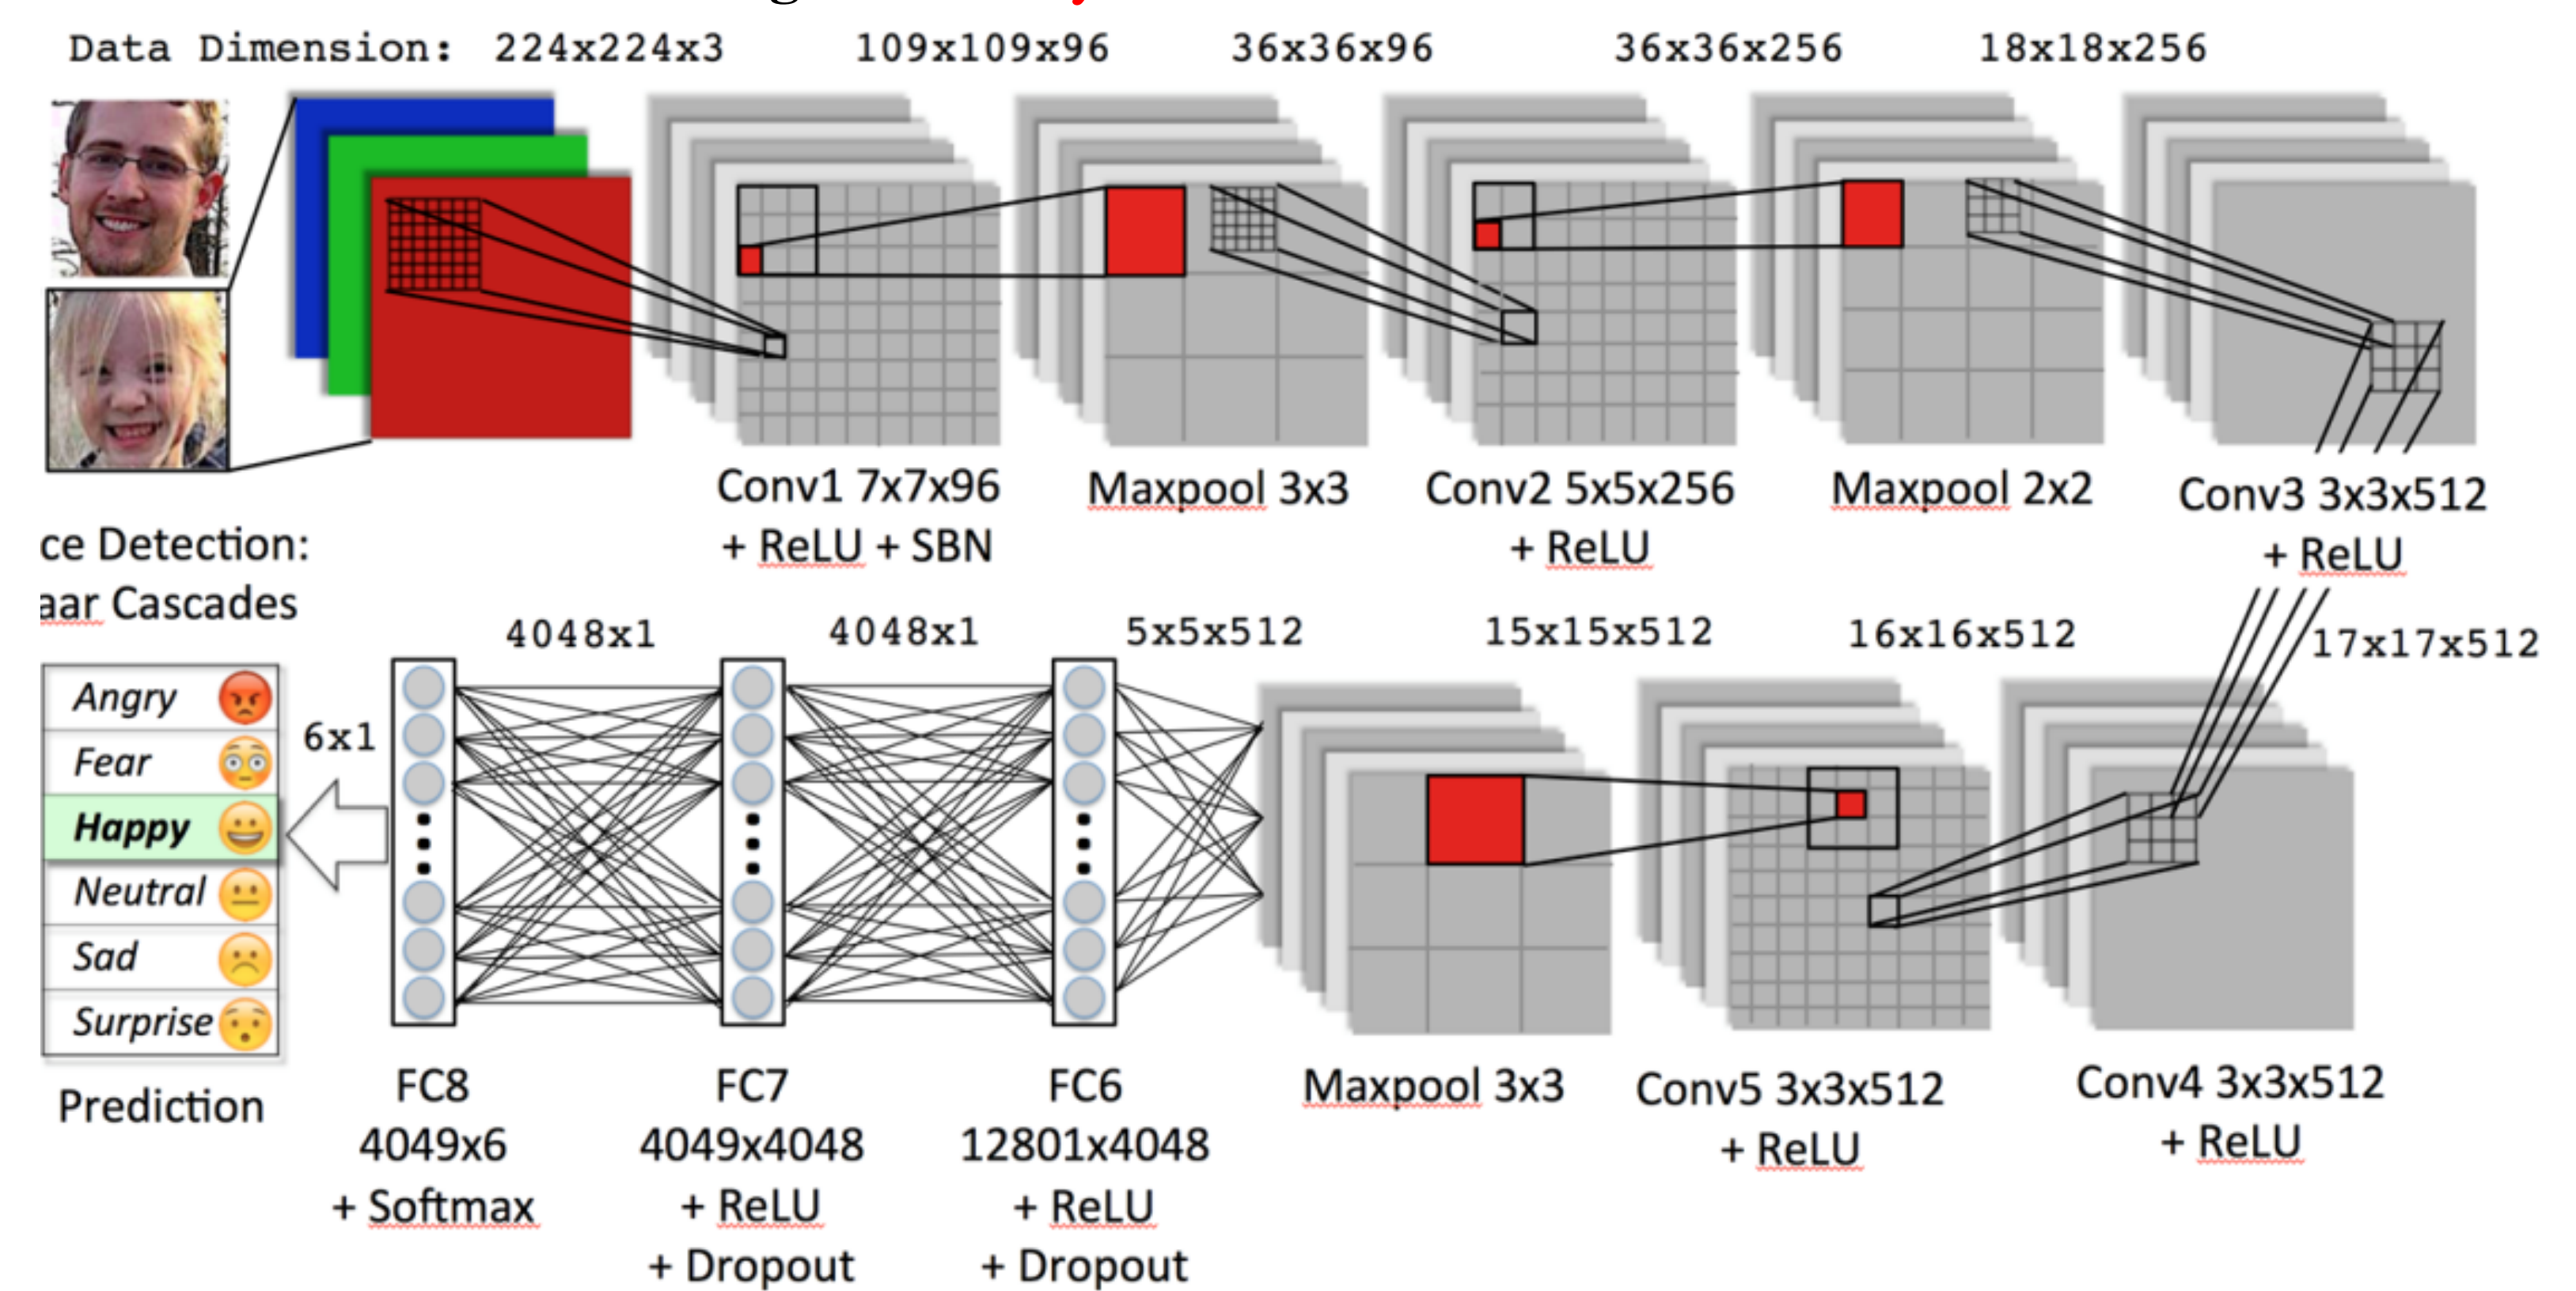 Data Dimension: 224x224x3 109x109x96 36x36x96 36x36x256 18x18x256
Conv1 7x7x96
+ ReLU + SBN
Maxpool 3x3
Conv2 5x5x256
+ ReLU
Maxpool 2x2
Conv3 3x3x512
+ ReLU
ce Detection:
aar Cascades
4048x1 4048x1 5x5x512 15x15x512 16x16x512 17x17x512
Angry
Fear
Happy
Neutral
Sad
Surprise
Prediction
6x1
FC8
4049x6
+ Softmax
FC7
4049x4048
+ ReLU
+ Dropout
FC6
12801x4048
+ ReLU
+ Dropout
Maxpool 3x3
Conv5 3x3x512
+ ReLU
Conv4 3x3x512
+ ReLU